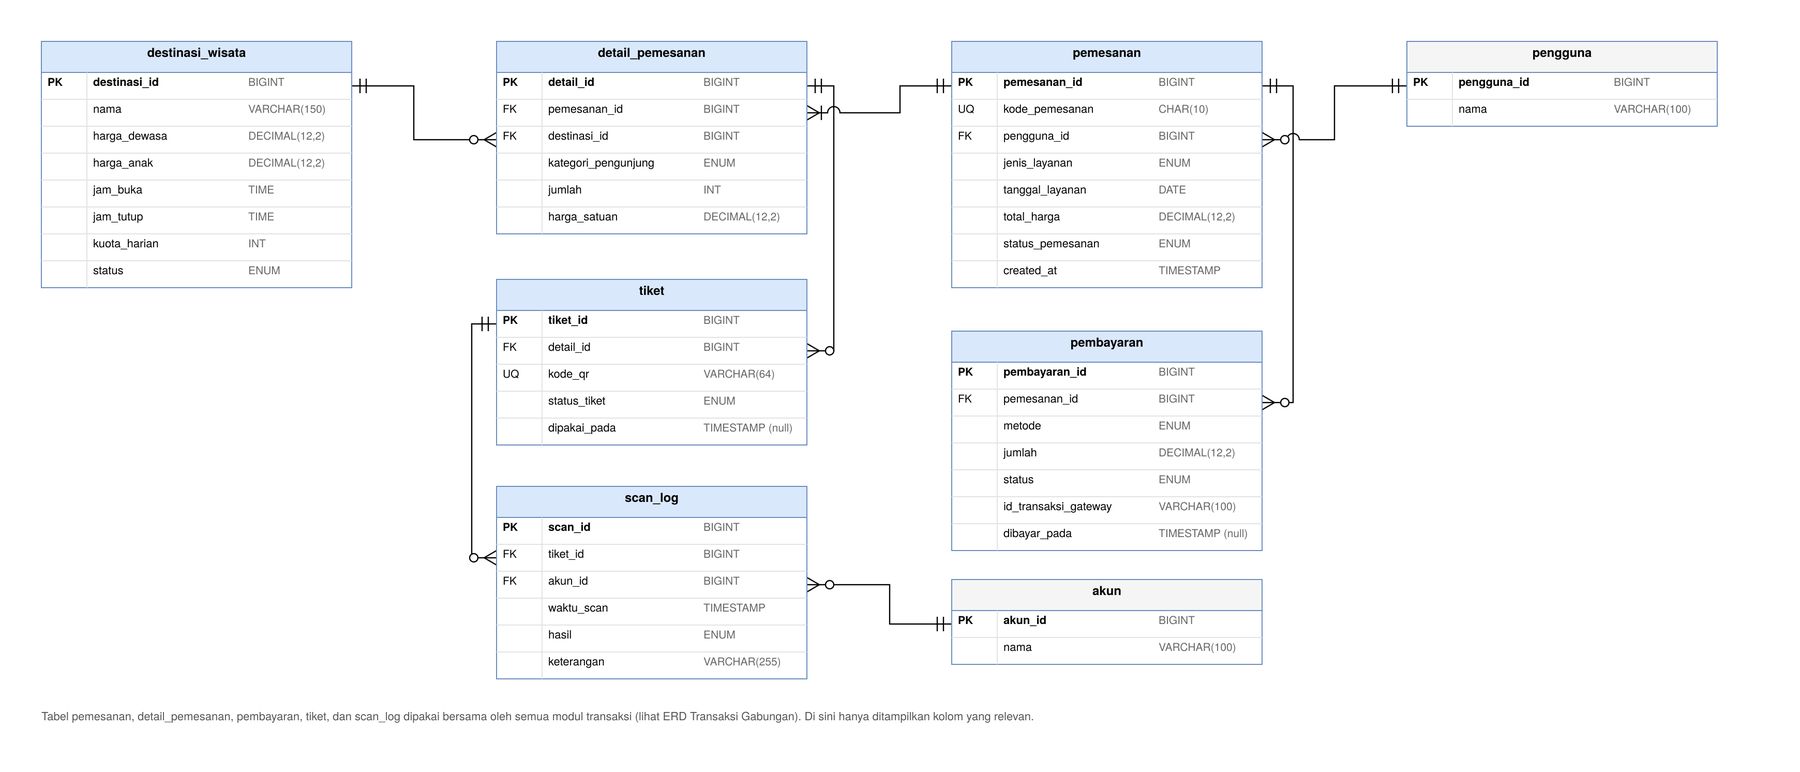 destinasi_wisata
PK destinasi_id BIGINT
nama VARCHAR(150)
harga_dewasa DECIMAL(12,2)
harga_anak DECIMAL(12,2)
jam_buka TIME
jam_tutup TIME
kuota_harian INT
status ENUM
detail_pemesanan
PK detail_id BIGINT
FK pemesanan_id BIGINT
FK destinasi_id BIGINT
kategori_pengunjung ENUM
jumlah INT
harga_satuan DECIMAL(12,2)
pemesanan
PK pemesanan_id BIGINT
UQ kode_pemesanan CHAR(10)
FK pengguna_id BIGINT
jenis_layanan ENUM
tanggal_layanan DATE
total_harga DECIMAL(12,2)
status_pemesanan ENUM
created_at TIMESTAMP
pengguna
PK pengguna_id BIGINT
nama VARCHAR(100)
tiket
PK tiket_id BIGINT
FK detail_id BIGINT
UQ kode_qr VARCHAR(64)
status_tiket ENUM
dipakai_pada TIMESTAMP (null)
pembayaran
PK pembayaran_id BIGINT
FK pemesanan_id BIGINT
metode ENUM
jumlah DECIMAL(12,2)
status ENUM
id_transaksi_gateway VARCHAR(100)
dibayar_pada TIMESTAMP (null)
scan_log
PK scan_id BIGINT
FK tiket_id BIGINT
FK akun_id BIGINT
waktu_scan TIMESTAMP
hasil ENUM
keterangan VARCHAR(255)
akun
PK akun_id BIGINT
nama VARCHAR(100)
Tabel pemesanan, detail_pemesanan, pembayaran, tiket, dan scan_log dipakai bersama oleh semua modul transaksi (lihat ERD Transaksi Gabungan). Di sini hanya ditampilkan kolom yang relevan.